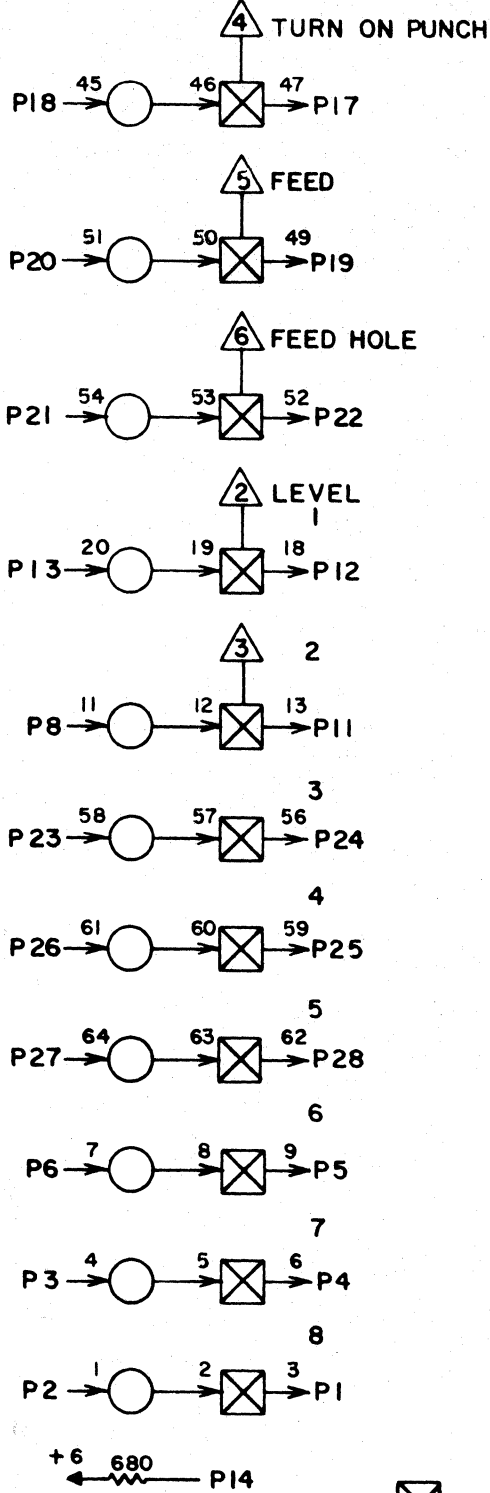 4 TURN ON PUNCH
45 46 47
P18 P17
5 FEED
51 50 49
P20 P19
6 FEED HOLE
54 53 52
P21 P22
2 LEVEL
1
20 19 18
P13 P12
3 2
11 12 13
P8 P11
3
58 57 56
P23 P24
4
61 60 59
P26 P25
5
64 63 62
P27 P28
6
7 8 9
P6 P5
7
4 5 6
P3 P4
8
1 2 3
P2 P1
+6 680
P14